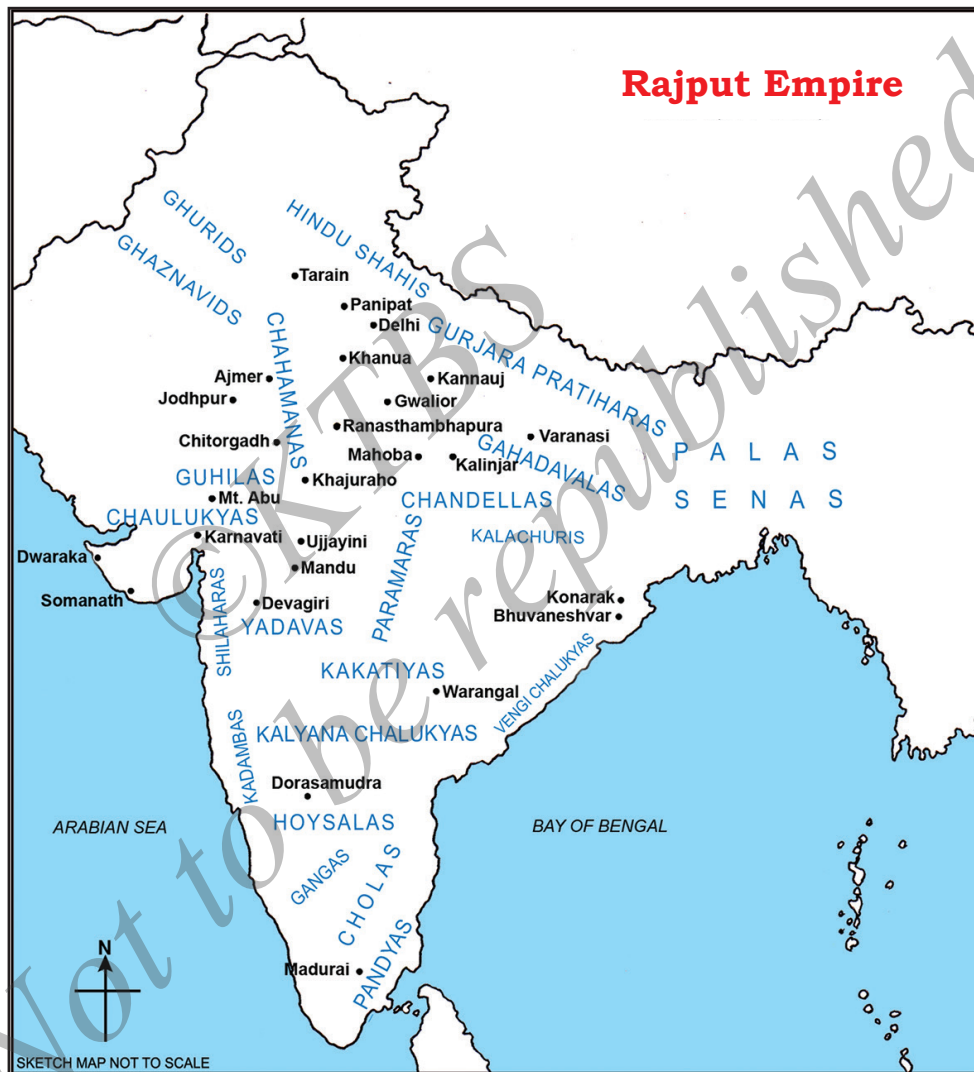 Rajput Empire
GHURIDS
HINDU SHAHIS
GHAZNAVIDS
Tarain
Panipat
Delhi
CHAHAMANAS
GURJARA PRATIHARAS
Khanua
Ajmer
Kannauj
Jodhpur
Gwalior
Ranasthambhapura
Chitorgadh
Varanasi
Mahoba
Kalinjar
GAHADAVALAS
PALAS
GUHILAS
Khajuraho
Mt. Abu
CHANDELLAS
SENAS
CHAULUKYAS
Karnavati
Ujjayini
KALACHURIS
Dwaraka
Mandu
PARAMARAS
Somanath
SHILAHARAS
Devagiri
YADAVAS
Konarak
Bhuvaneshvar
KAKATIYAS
Warangal
VENGI CHALUKYAS
KADAMBAS
KALYANA CHALUKYAS
Dorasamudra
ARABIAN SEA
HOYSALAS
BAY OF BENGAL
GANGAS
CHOLAS
PANDYAS
Madurai
N
SKETCH MAP NOT TO SCALE
©KTBS
Not to be republished